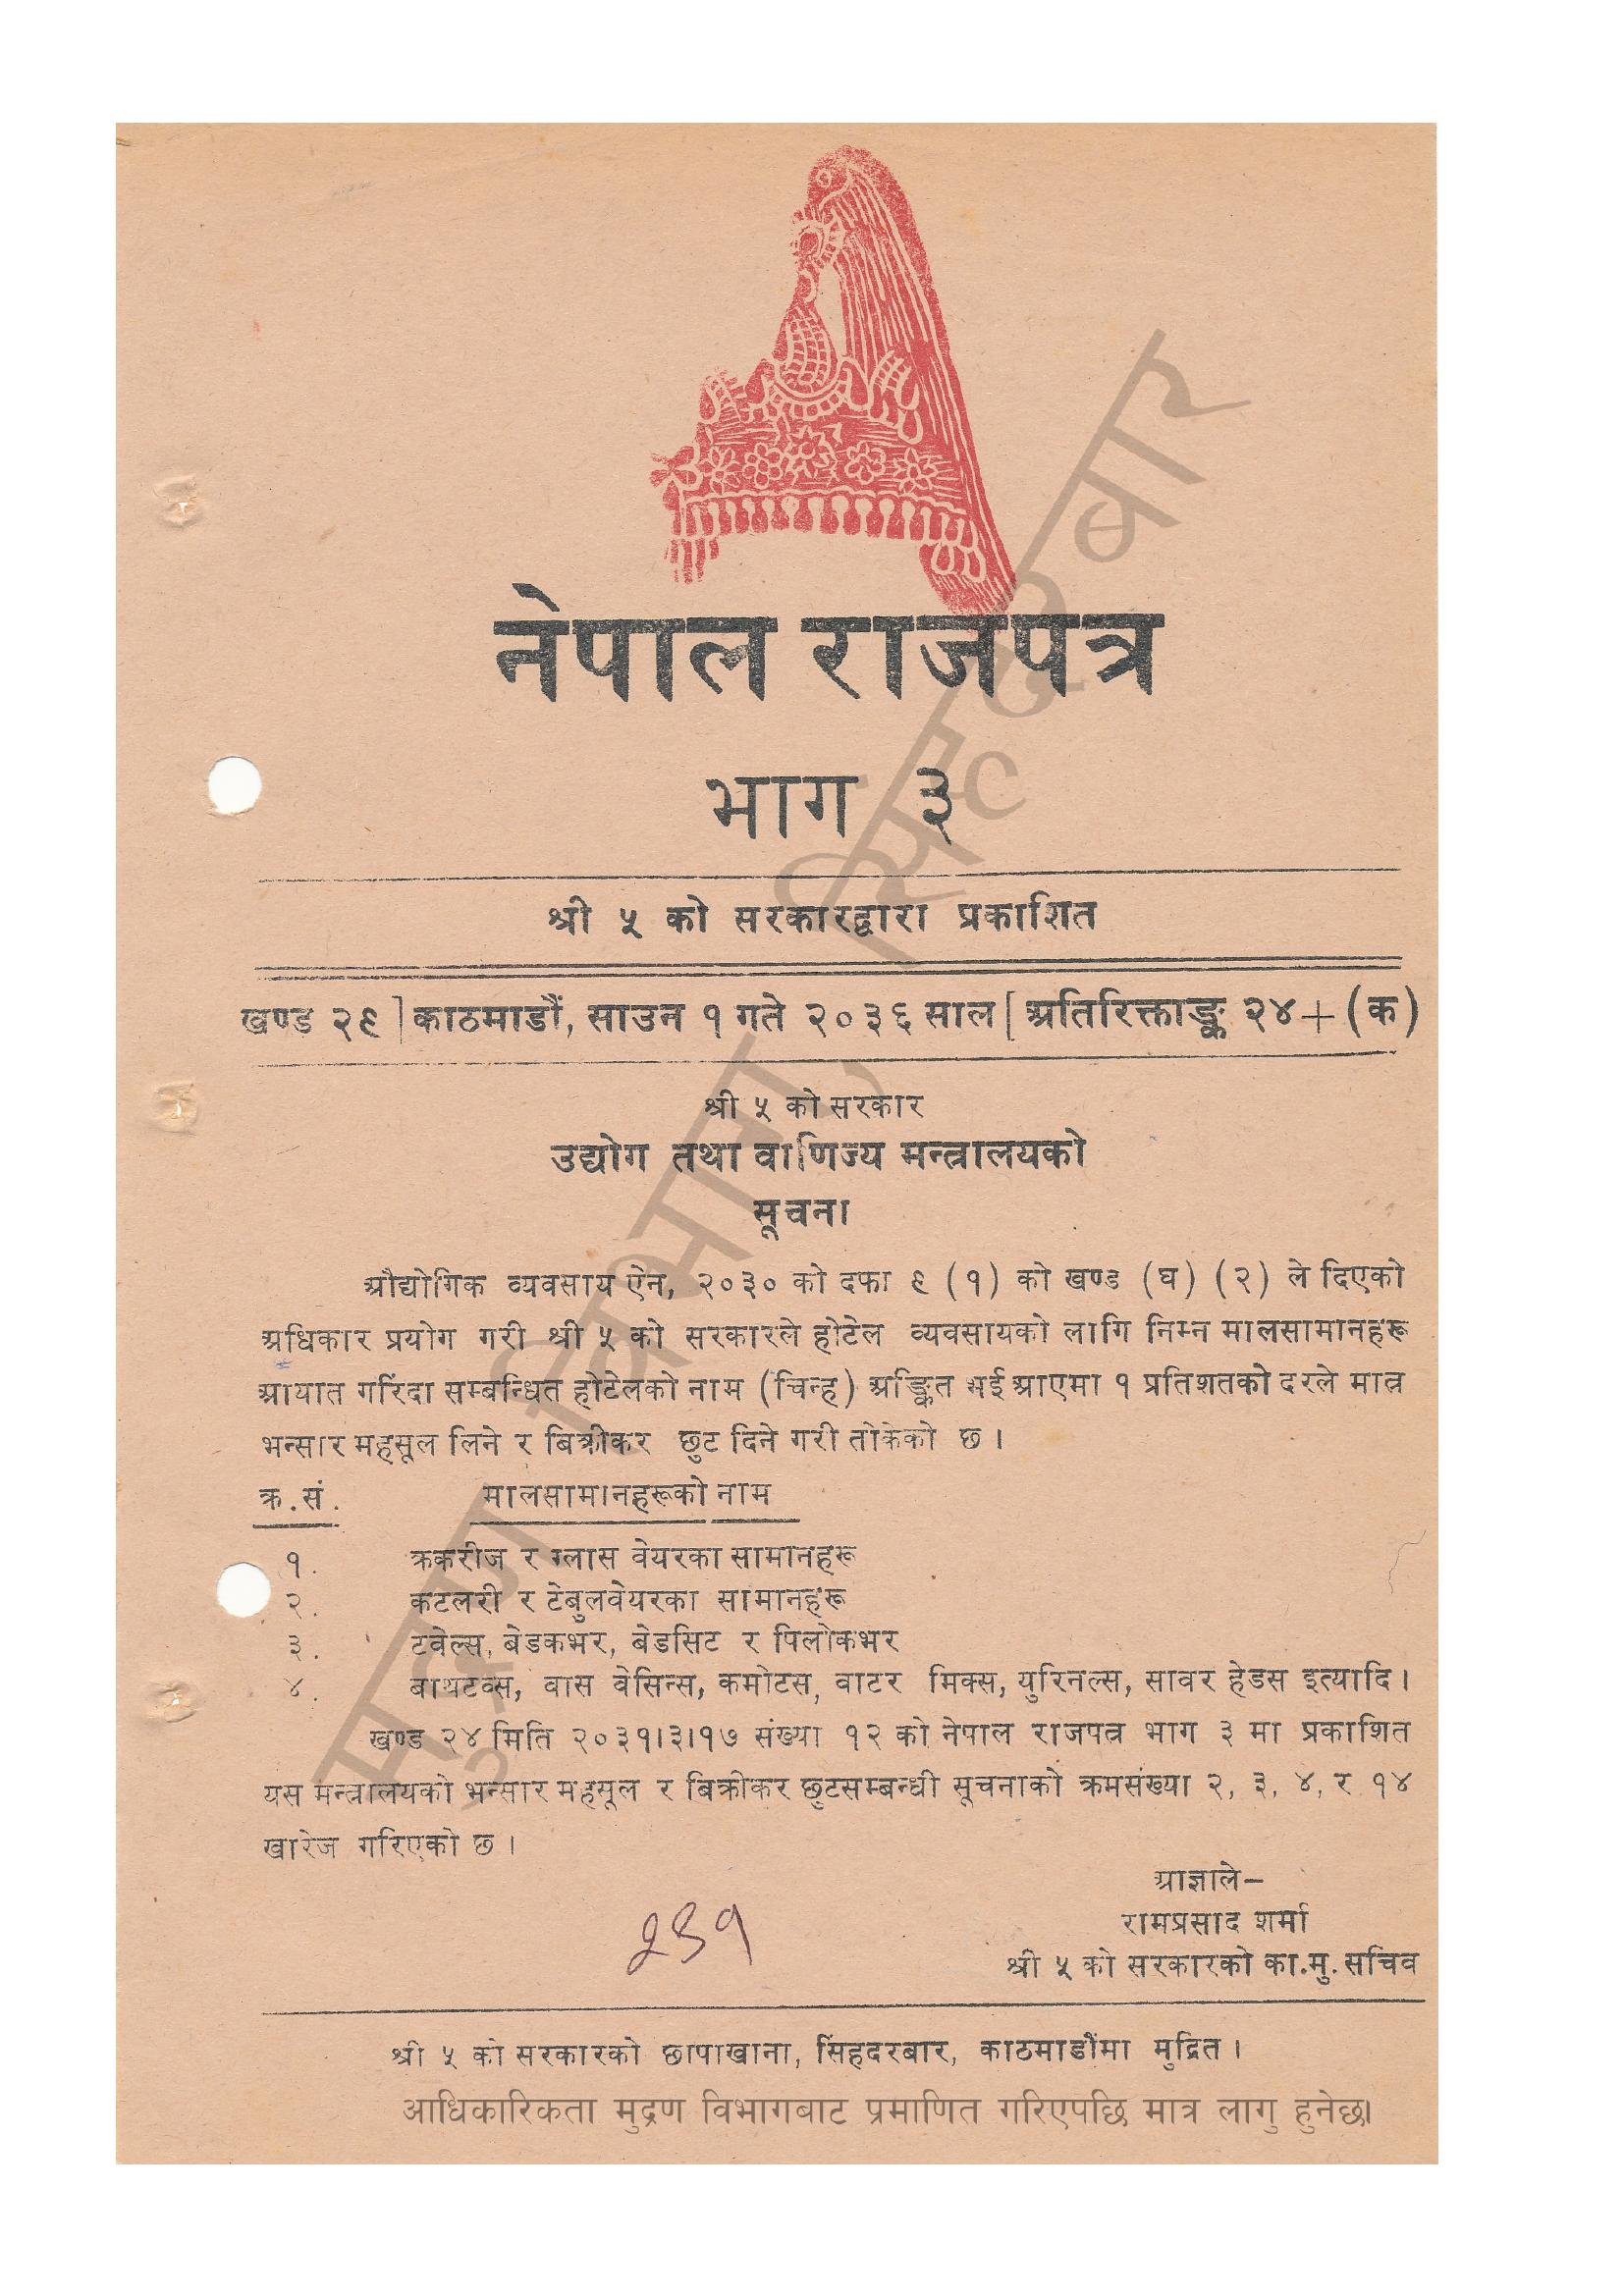 नेपाल राजपत्र
भाग ३
श्री ५ को सरकारद्वारा प्रकाशित
खण्ड २९] काठमाडौं, साउन १ गते २०३६ साल [अतिरिक्ताङ्क २४+(क)
श्री ५ को सरकार
उद्योग तथा वाणिज्य मन्त्रालयको
सूचना
औद्योगिक व्यवसाय ऐन, २०३० को दफा ९ (१) को खण्ड (घ) (२) ले दिएको
अधिकार प्रयोग गरी श्री ५ को सरकारले होटेल व्यवसायको लागि निम्न मालसामानहरू
आयात गरिंदा सम्बन्धित होटेलको नाम (चिन्ह) अङ्कित भई आएमा १ प्रतिशतको दरले मात्र
भन्सार महसूल लिने र बिक्रीकर छुट दिने गरी तोकेको छ ।
क्र.सं. मालसामानहरूको नाम
१. क्रकरीज र ग्लास वेयरका सामानहरू
२. कटलरी र टेबुलवेयरका सामानहरू
३. टवेल्स, बेडकभर, बेडसिट र पिलोकभर
४. बाथटव्स, वास वेसिन्स, कमोटस, वाटर मिक्स, युरिनल्स, सावर हेडस इत्यादि ।
खण्ड २४ मिति २०३१।३।१७ संख्या १२ को नेपाल राजपत्र भाग ३ मा प्रकाशित
यस मन्त्रालयको भन्सार महसूल र बिक्रीकर छुटसम्बन्धी सूचनाको क्रमसंख्या २, ३, ४, र १४
खारेज गरिएको छ ।
आज्ञाले–
रामप्रसाद शर्मा
श्री ५ को सरकारको का.मु. सचिव
श्री ५ को सरकारको छापाखाना, सिंहदरबार, काठमाडौंमा मुद्रित ।
आधिकारिकता मुद्रण विभागबाट प्रमाणित गरिएपछि मात्र लागु हुनेछ।
मुद्रण विभाग, सिंहदरबार